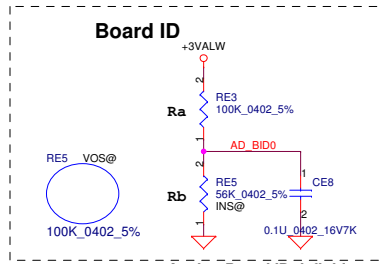 Board ID
+3VALW
2
RE3
Ra
100K_0402_5%
1
RE5 VOS@
AD_BID0
2
1
RE5
CE8
Rb
56K_0402_5%
INS@
2
1
100K_0402_5%
0.1U_0402_16V7K